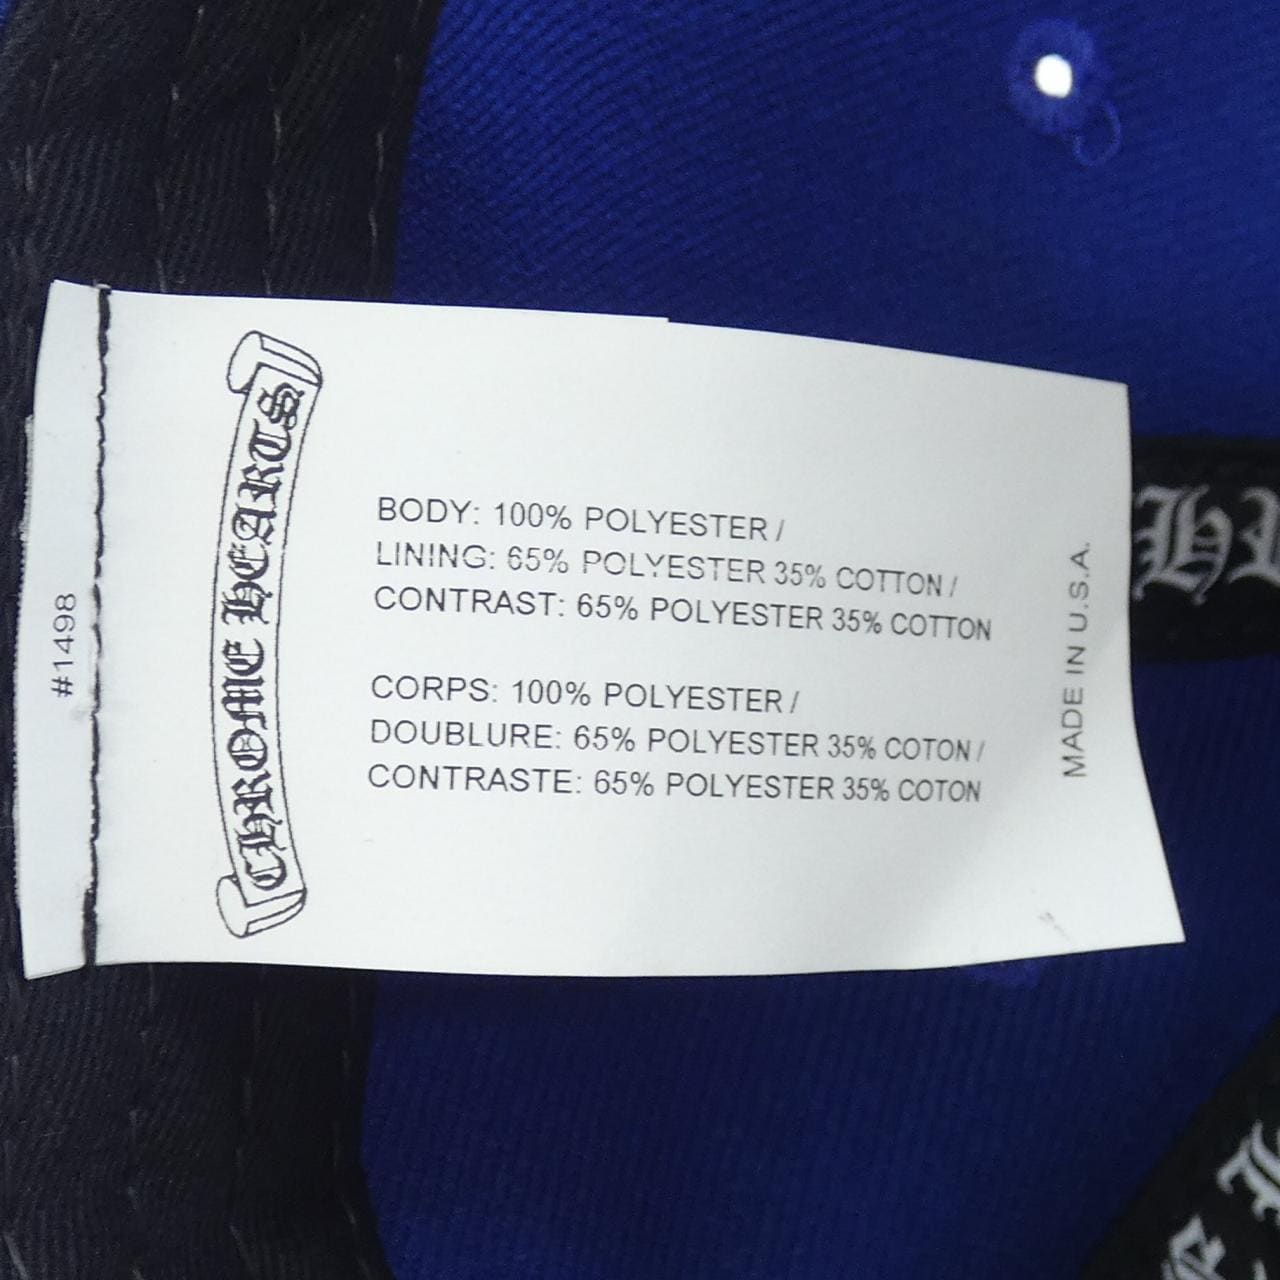 #1498
CHROME HEARTS
BODY: 100% POLYESTER /
LINING: 65% POLYESTER 35% COTTON /
CONTRAST: 65% POLYESTER 35% COTTON
CORPS: 100% POLYESTER /
DOUBLURE: 65% POLYESTER 35% COTON /
CONTRASTE: 65% POLYESTER 35% COTON
MADE IN U.S.A.